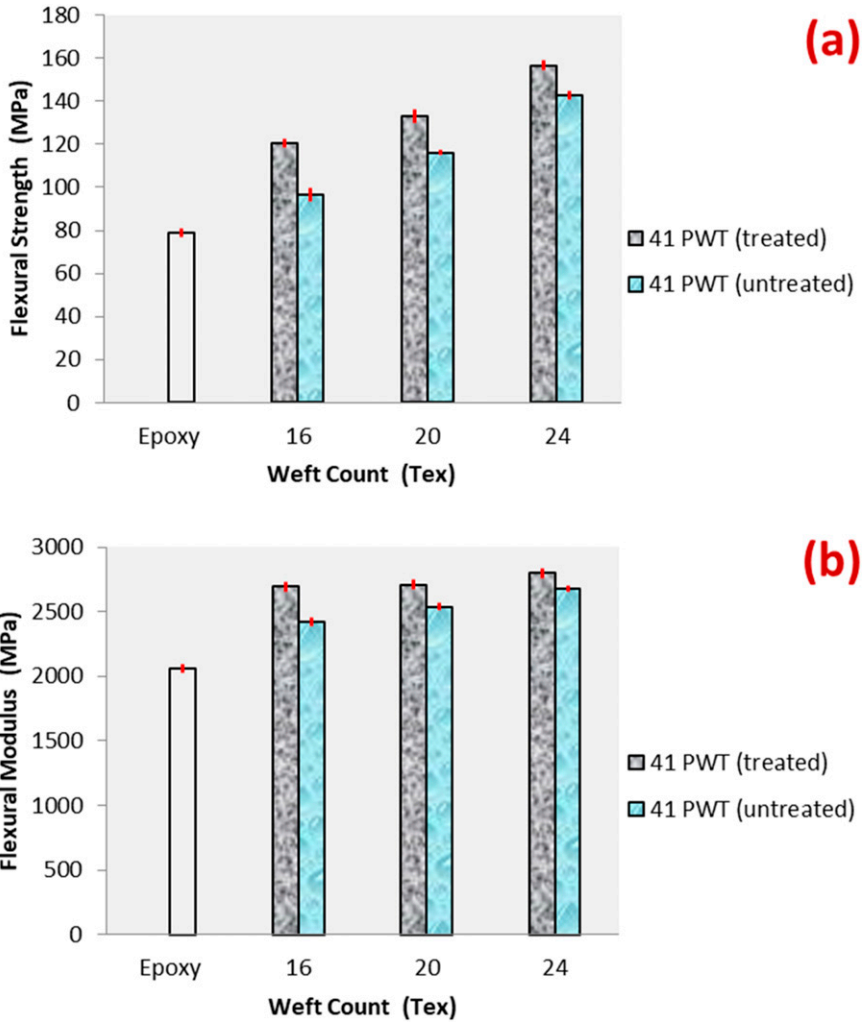 (a)
180
160
140
120
100
80
60
40
20
0
Flexural Strength (MPa)
Epoxy 16 20 24
Weft Count (Tex)
41 PWT (treated)
41 PWT (untreated)
(b)
3000
2500
2000
1500
1000
500
0
Flexural Modulus (MPa)
Epoxy 16 20 24
Weft Count (Tex)
41 PWT (treated)
41 PWT (untreated)